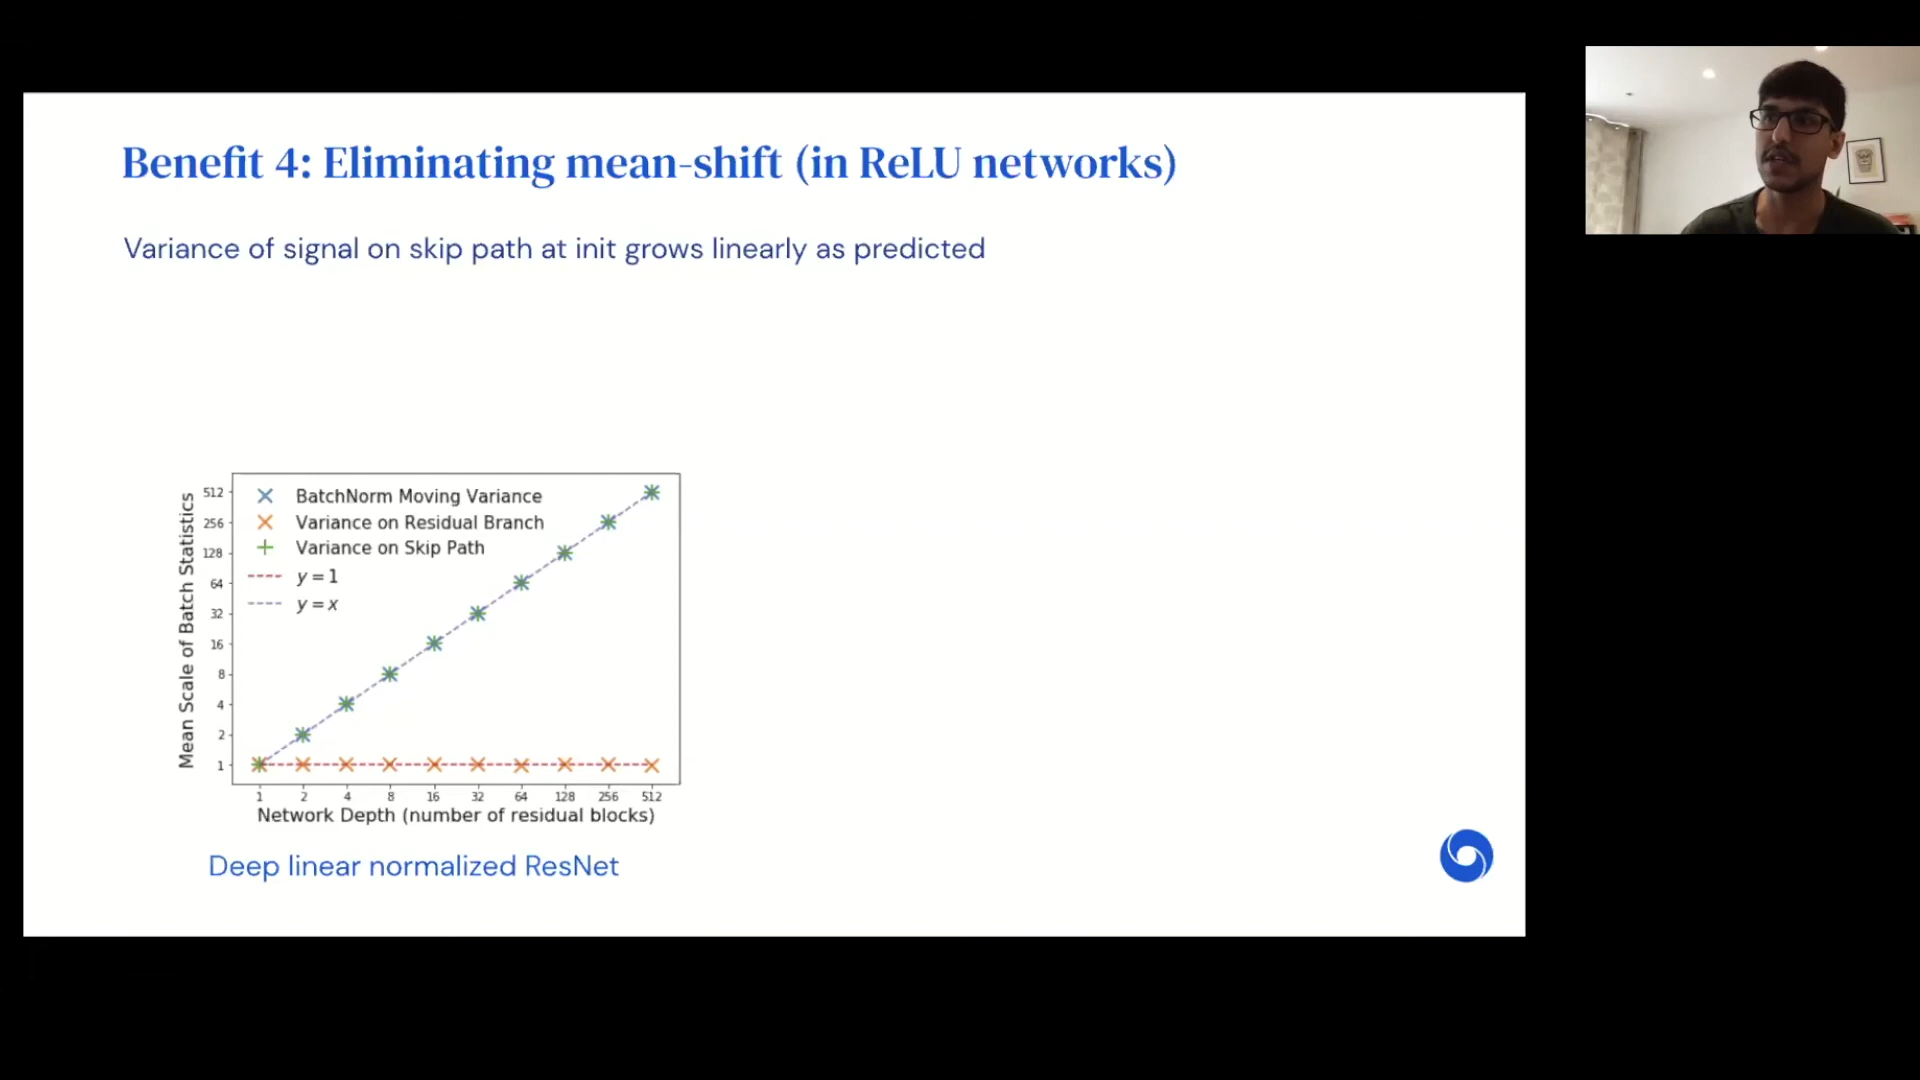 Benefit 4: Eliminating mean-shift (in ReLU networks)
Variance of signal on skip path at init grows linearly as predicted
Mean Scale of Batch Statistics
512
256
128
64
32
16
8
4
2
1
BatchNorm Moving Variance
Variance on Residual Branch
Variance on Skip Path
y = 1
y = x
1 2 4 8 16 32 64 128 256 512
Network Depth (number of residual blocks)
Deep linear normalized ResNet